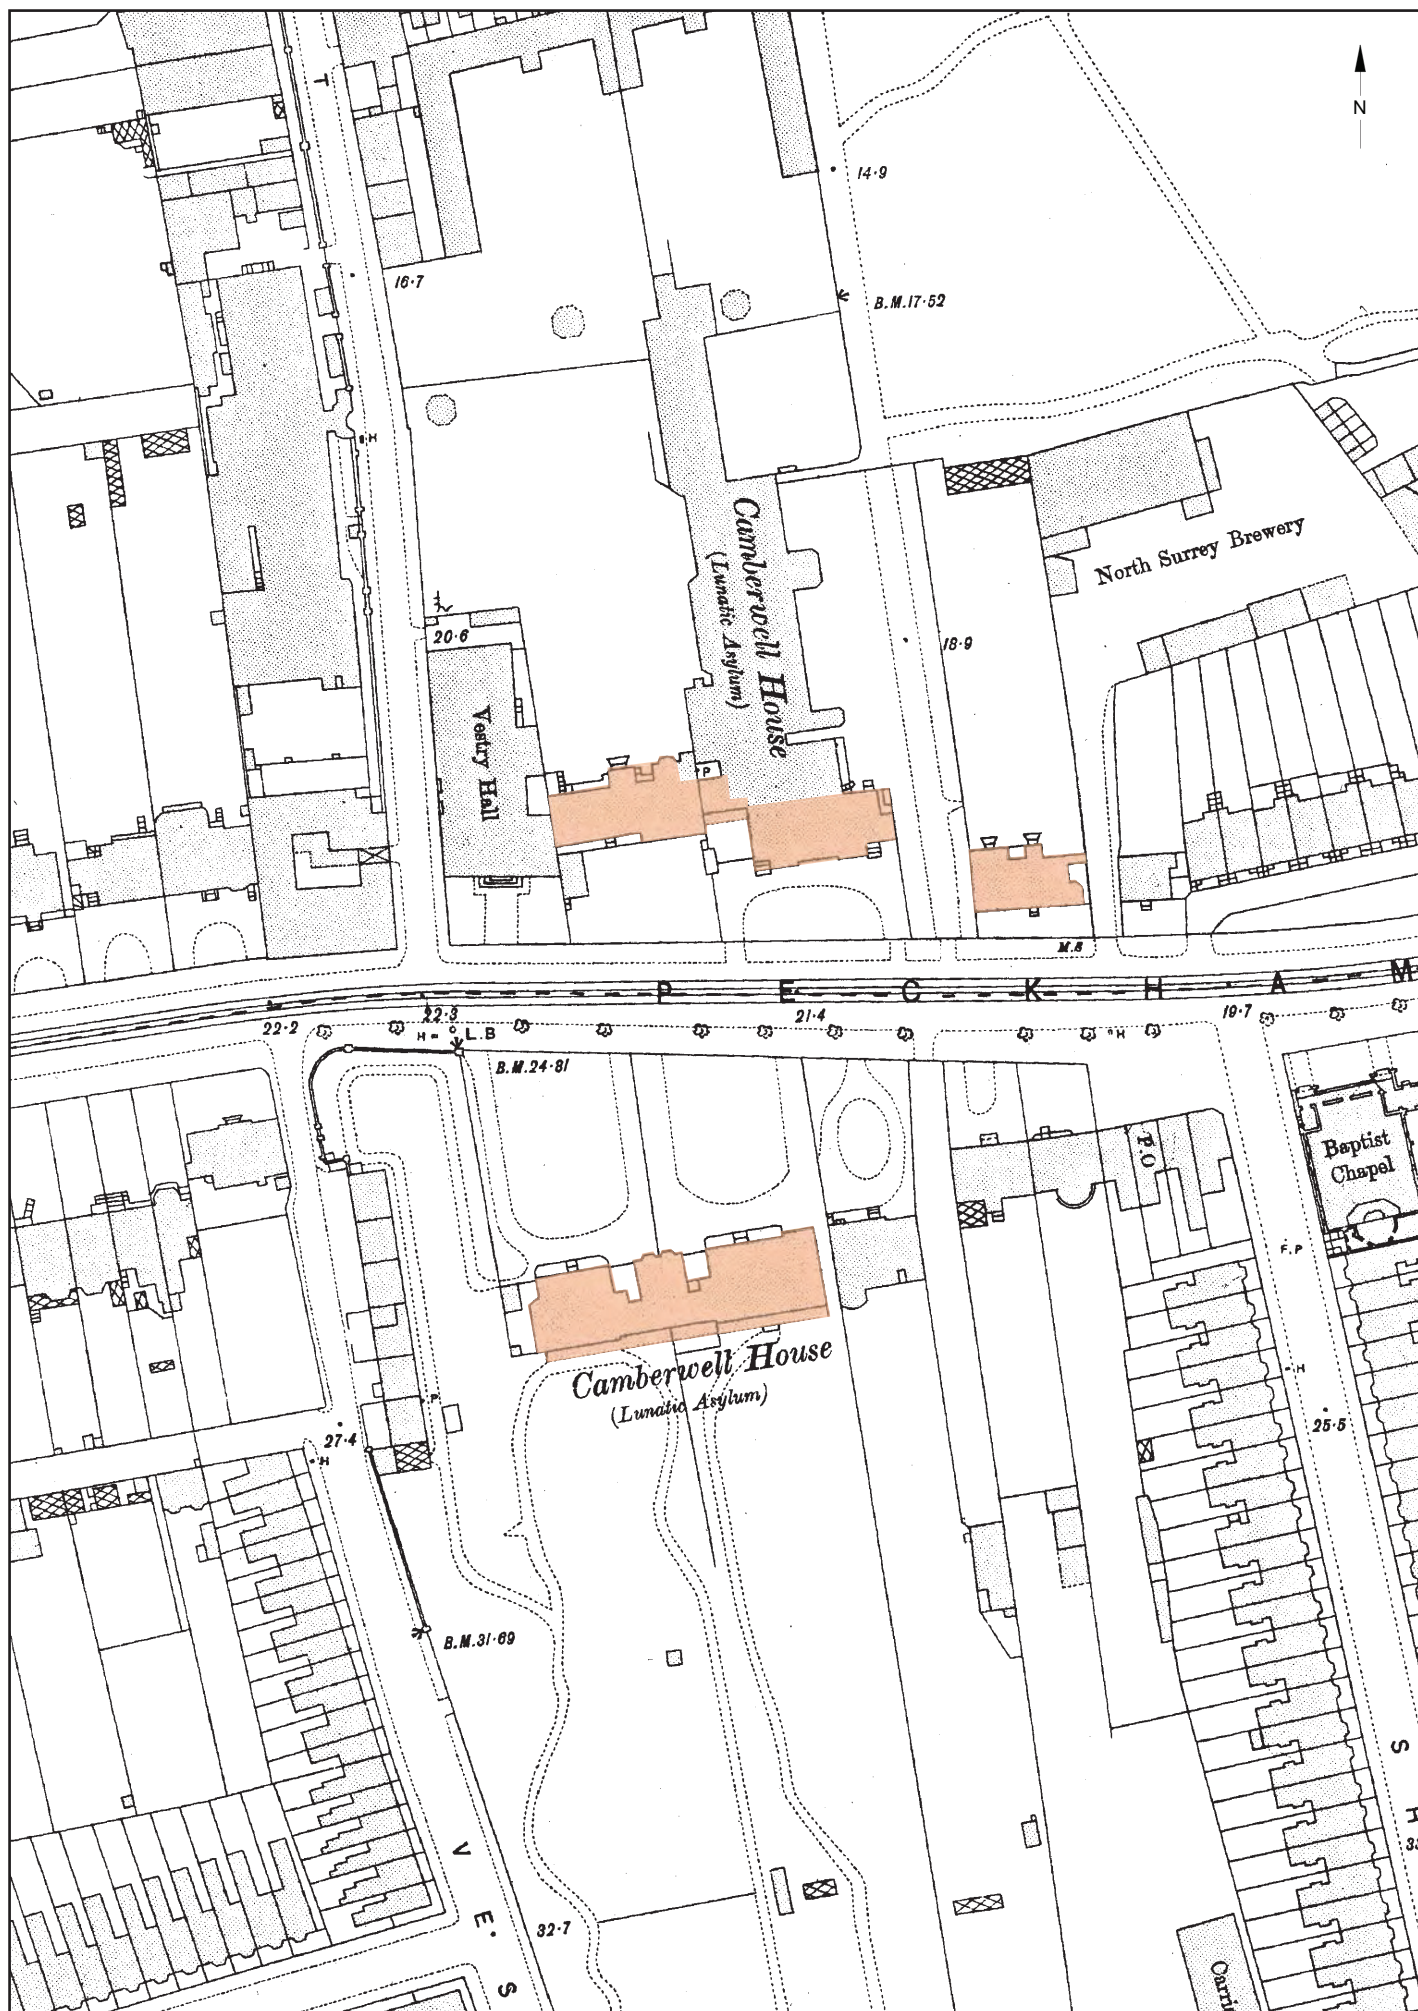 T
N
14·9
16·7
B.M.17·52
H
Camberwell House
(Lunatic Asylum)
North Surrey Brewery
20·6
18·9
Vestry Hall
P
M.S
P E C K H A M
22·2
22·3
21·4
19·7
H
L.B
H
B.M.24·81
P.O
Baptist
Chapel
F.P
Camberwell House
(Lunatic Asylum)
H
P
25·5
27·4
H
B.M.31·69
S
H
V
E
S
32·7